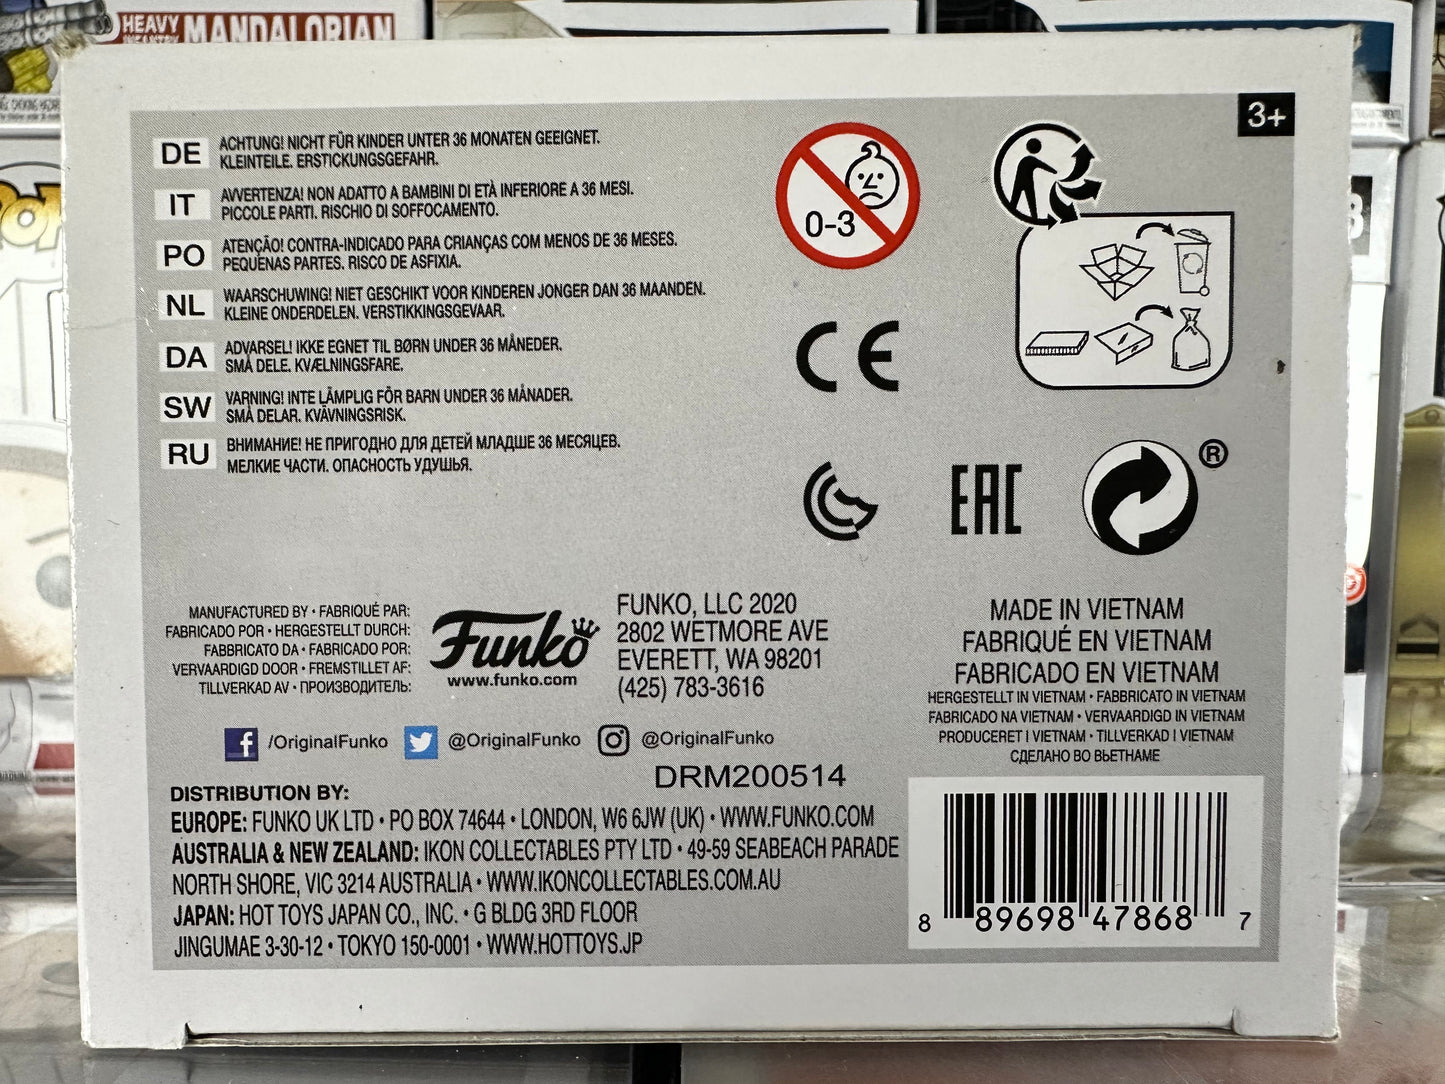 HEAVY
INFANTRY MANDALORIAN
3+
DE ACHTUNG! NICHT FÜR KINDER UNTER 36 MONATEN GEEIGNET.
KLEINTEILE. ERSTICKUNGSGEFAHR.
IT AVVERTENZA! NON ADATTO A BAMBINI DI ETÀ INFERIORE A 36 MESI.
PICCOLE PARTI. RISCHIO DI SOFFOCAMENTO.
PO ATENÇÃO! CONTRA-INDICADO PARA CRIANÇAS COM MENOS DE 36 MESES.
PEQUENAS PARTES. RISCO DE ASFIXIA.
NL WAARSCHUWING! NIET GESCHIKT VOOR KINDEREN JONGER DAN 36 MAANDEN.
KLEINE ONDERDELEN. VERSTIKKINGSGEVAAR.
DA ADVARSEL! IKKE EGNET TIL BØRN UNDER 36 MÅNEDER.
SMÅ DELE. KVÆLNINGSFARE.
SW VARNING! INTE LÄMPLIG FÖR BARN UNDER 36 MÅNADER.
SMÅ DELAR. KVÄVNINGSRISK.
RU ВНИМАНИЕ! НЕ ПРИГОДНО ДЛЯ ДЕТЕЙ МЛАДШЕ 36 МЕСЯЦЕВ.
МЕЛКИЕ ЧАСТИ. ОПАСНОСТЬ УДУШЬЯ.
0-3
CE
EAC
®
MANUFACTURED BY • FABRIQUÉ PAR:
FABRICADO POR • HERGESTELLT DURCH:
FABBRICATO DA • FABRICADO POR:
VERVAARDIGD DOOR • FREMSTILLET AF:
TILLVERKAD AV • ПРОИЗВОДИТЕЛЬ:
Funko
www.funko.com
FUNKO, LLC 2020
2802 WETMORE AVE
EVERETT, WA 98201
(425) 783-3616
MADE IN VIETNAM
FABRIQUÉ EN VIETNAM
FABRICADO EN VIETNAM
HERGESTELLT IN VIETNAM • FABBRICATO IN VIETNAM
FABRICADO NA VIETNAM • VERVAARDIGD IN VIETNAM
PRODUCERET I VIETNAM • TILLVERKAD I VIETNAM
СДЕЛАНО ВО ВЬЕТНАМЕ
/OriginalFunko @OriginalFunko @OriginalFunko
DRM200514
DISTRIBUTION BY:
EUROPE: FUNKO UK LTD • PO BOX 74644 • LONDON, W6 6JW (UK) • WWW.FUNKO.COM
AUSTRALIA & NEW ZEALAND: IKON COLLECTABLES PTY LTD • 49-59 SEABEACH PARADE
NORTH SHORE, VIC 3214 AUSTRALIA • WWW.IKONCOLLECTABLES.COM.AU
JAPAN: HOT TOYS JAPAN CO., INC. • G BLDG 3RD FLOOR
JINGUMAE 3-30-12 • TOKYO 150-0001 • WWW.HOTTOYS.JP
8 89698 47868 7